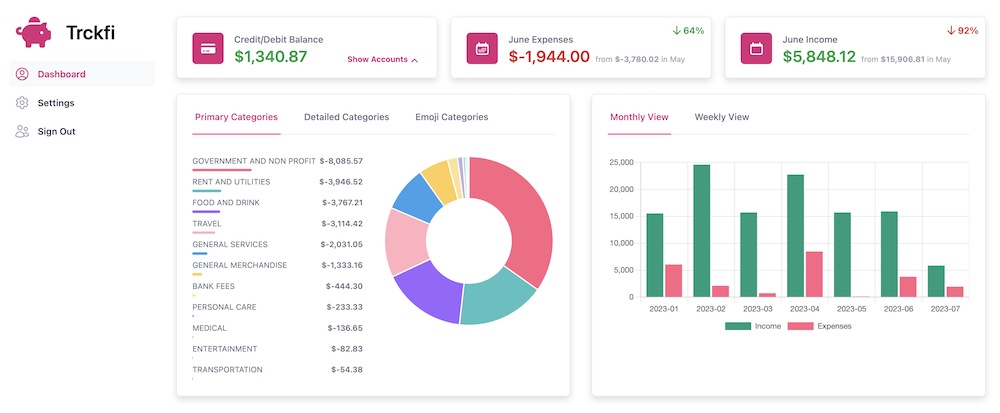 Trckfi
Dashboard
Settings
Sign Out
Credit/Debit Balance
$1,340.87
Show Accounts
64%
June Expenses
$-1,944.00 from $-3,780.02 in May
92%
June Income
$5,848.12 from $15,906.81 in May
Primary Categories Detailed Categories Emoji Categories
GOVERNMENT AND NON PROFIT $-8,085.57
RENT AND UTILITIES $-3,946.52
FOOD AND DRINK $-3,767.21
TRAVEL $-3,114.42
GENERAL SERVICES $-2,031.05
GENERAL MERCHANDISE $-1,333.16
BANK FEES $-444.30
PERSONAL CARE $-233.33
MEDICAL $-136.65
ENTERTAINMENT $-82.83
TRANSPORTATION $-54.38
Monthly View Weekly View
25,000
20,000
15,000
10,000
5,000
0
2023-01 2023-02 2023-03 2023-04 2023-05 2023-06 2023-07
Income Expenses